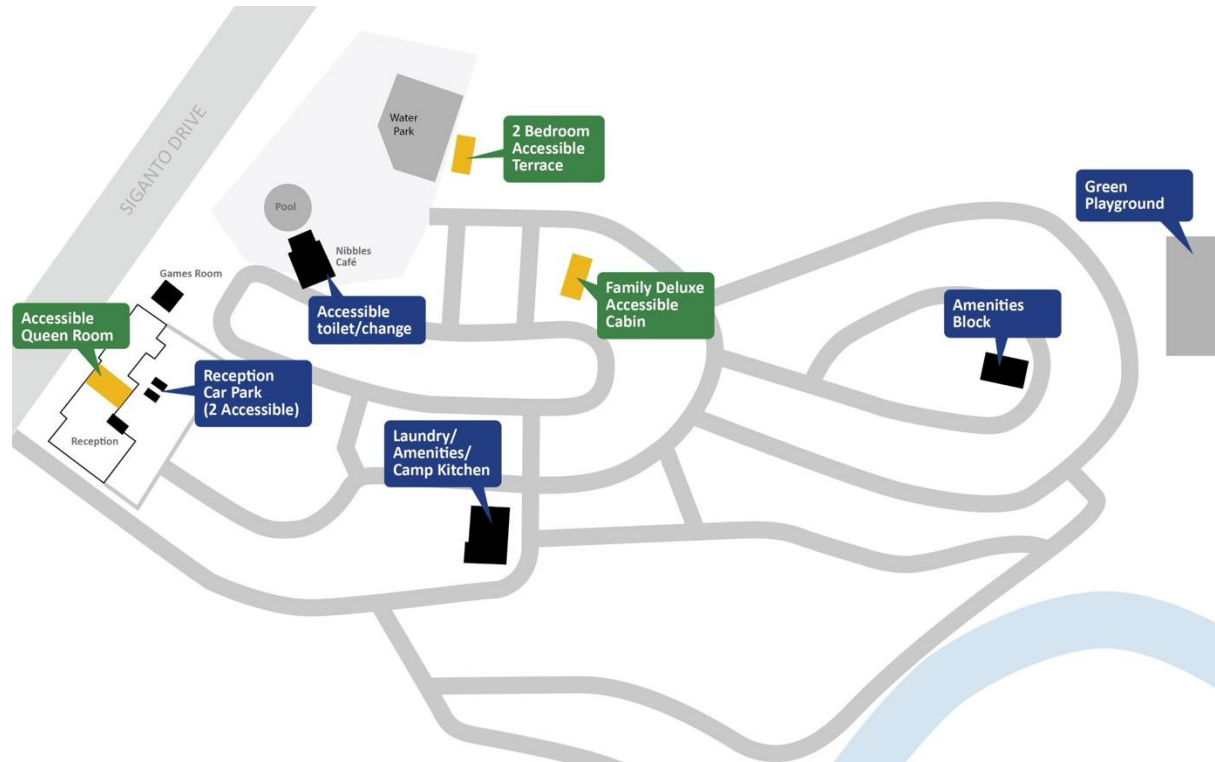 SIGANTO DRIVE
Water
Park
2 Bedroom
Accessible
Terrace
Green
Playground
Pool
Nibbles
Café
Games Room
Accessible
Queen Room
Accessible
toilet/change
Family Deluxe
Accessible
Cabin
Amenities
Block
Reception
Car Park
(2 Accessible)
Reception
Laundry/
Amenities/
Camp Kitchen